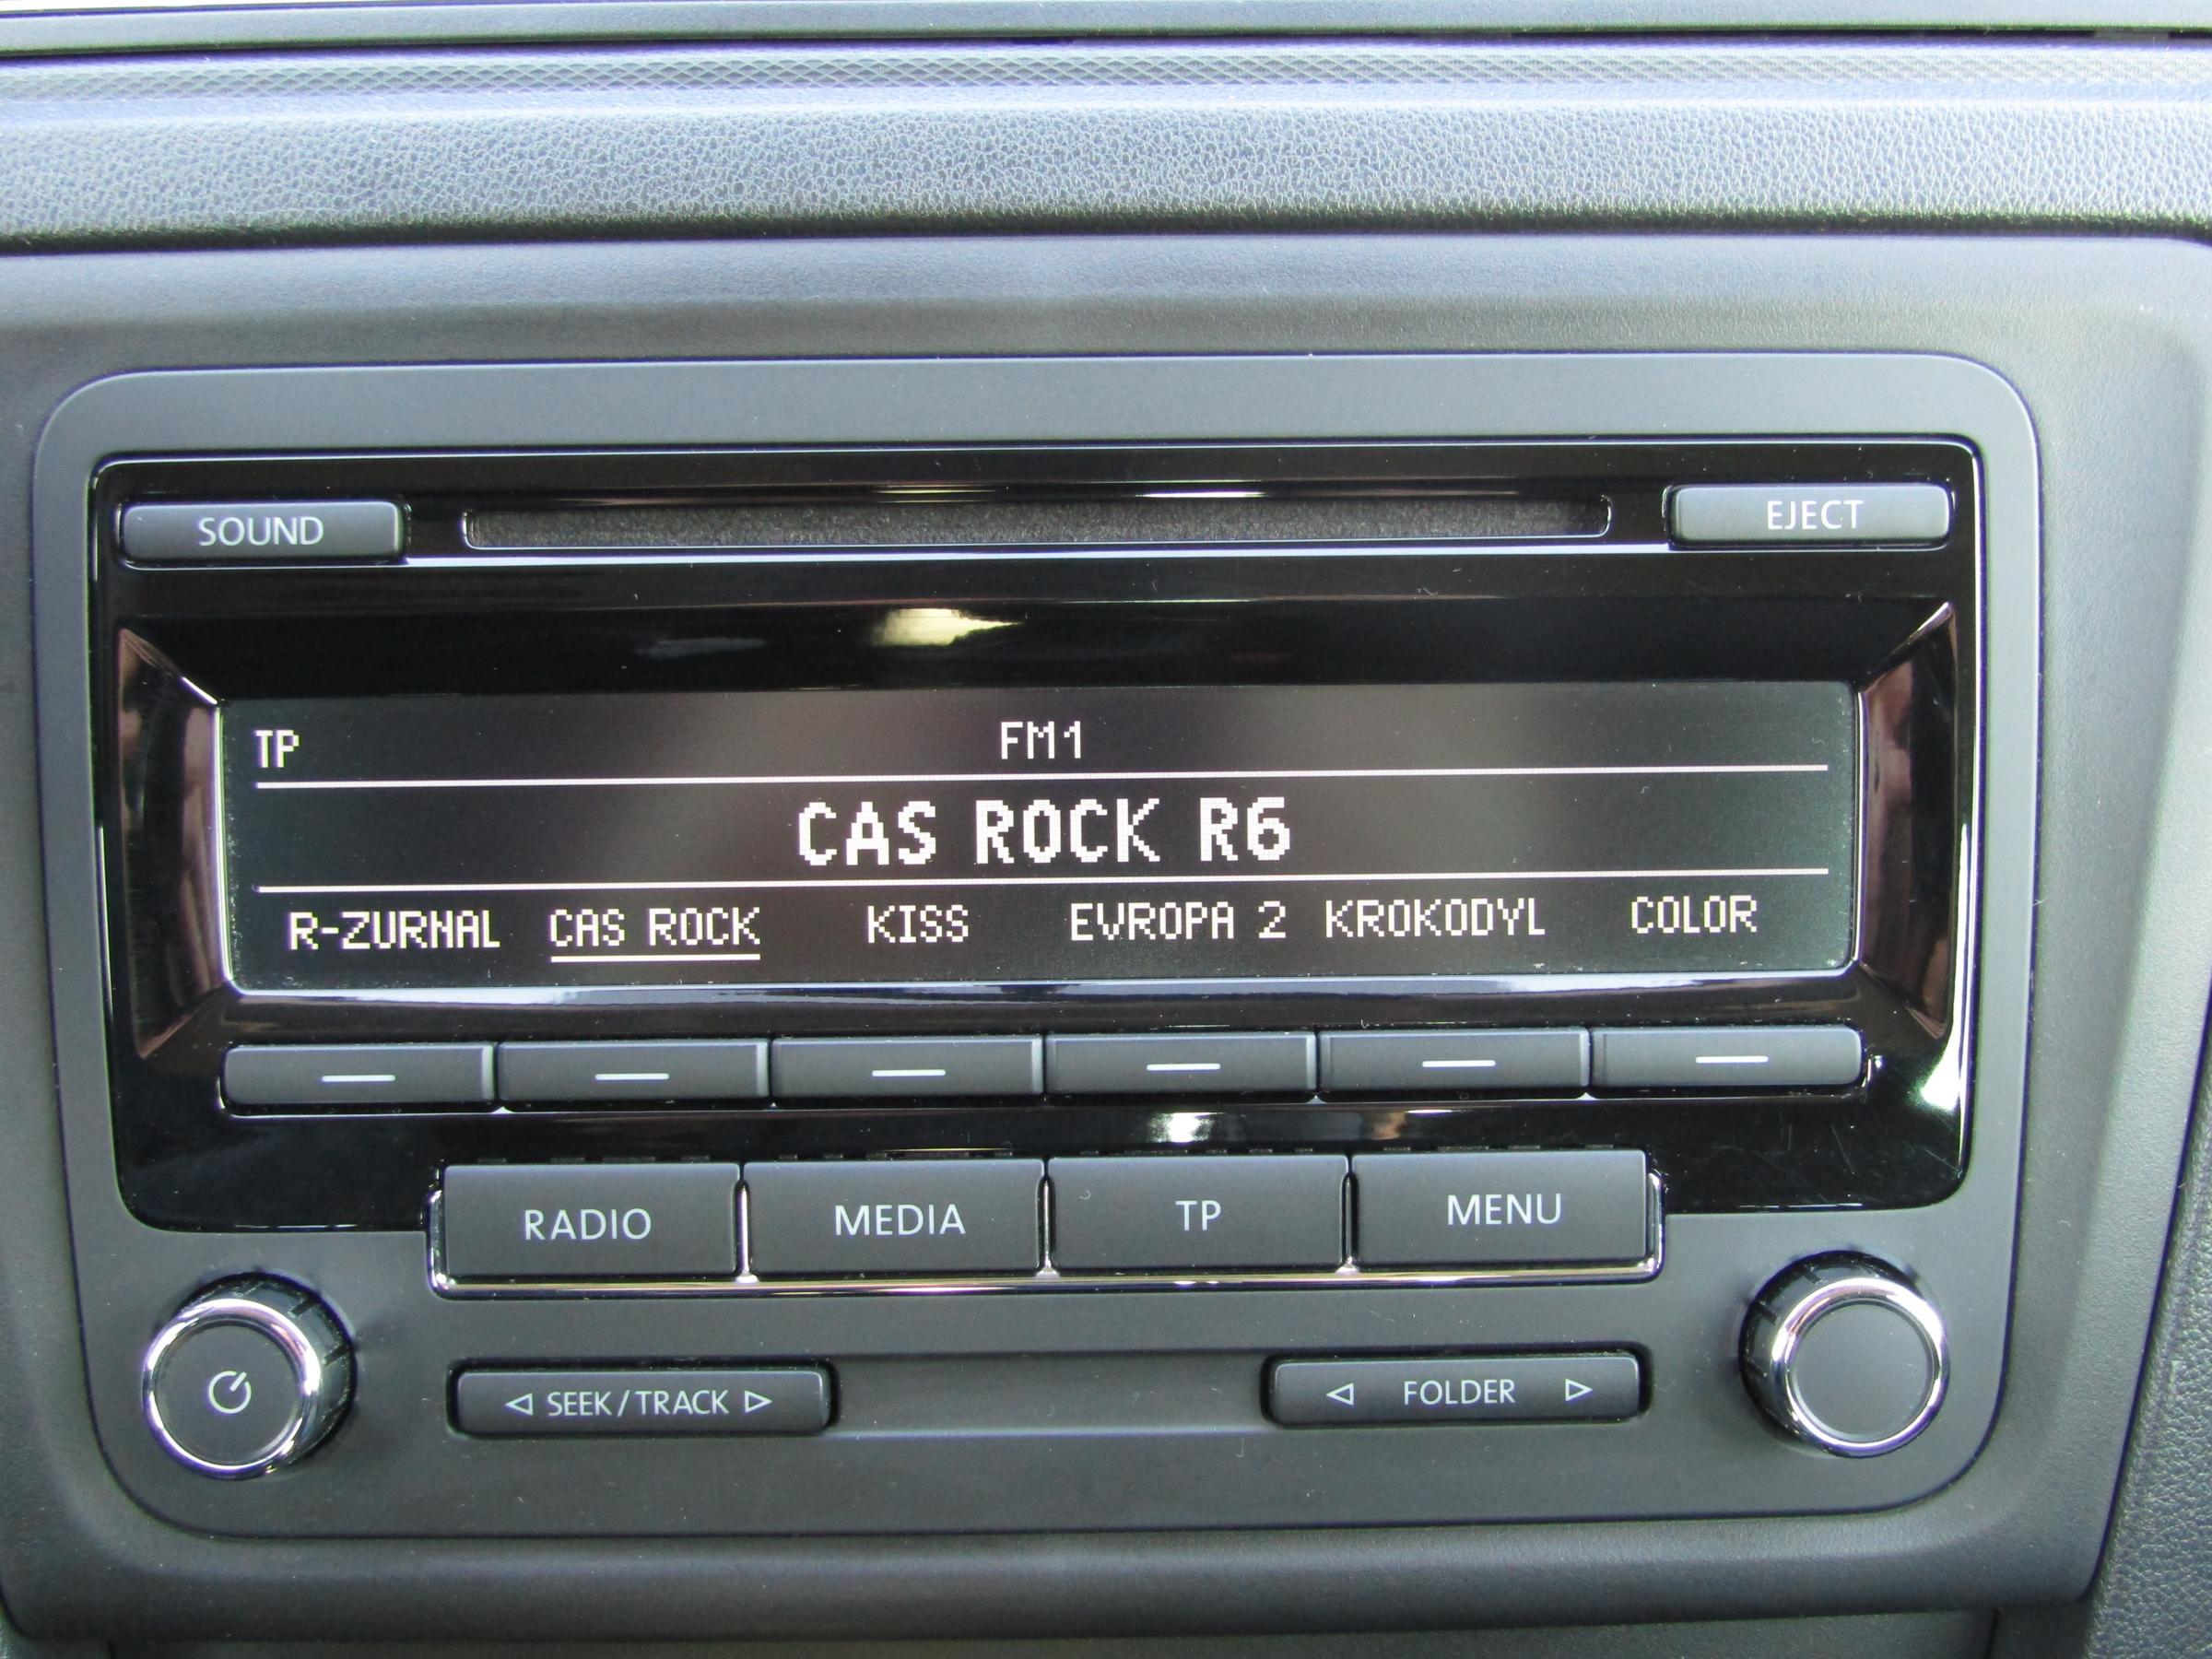 SOUND EJECT
TP FM1
CAS ROCK R6
R-ZURNAL CAS ROCK KISS EVROPA 2 KROKODYL COLOR
RADIO MEDIA TP MENU
SEEK/TRACK FOLDER